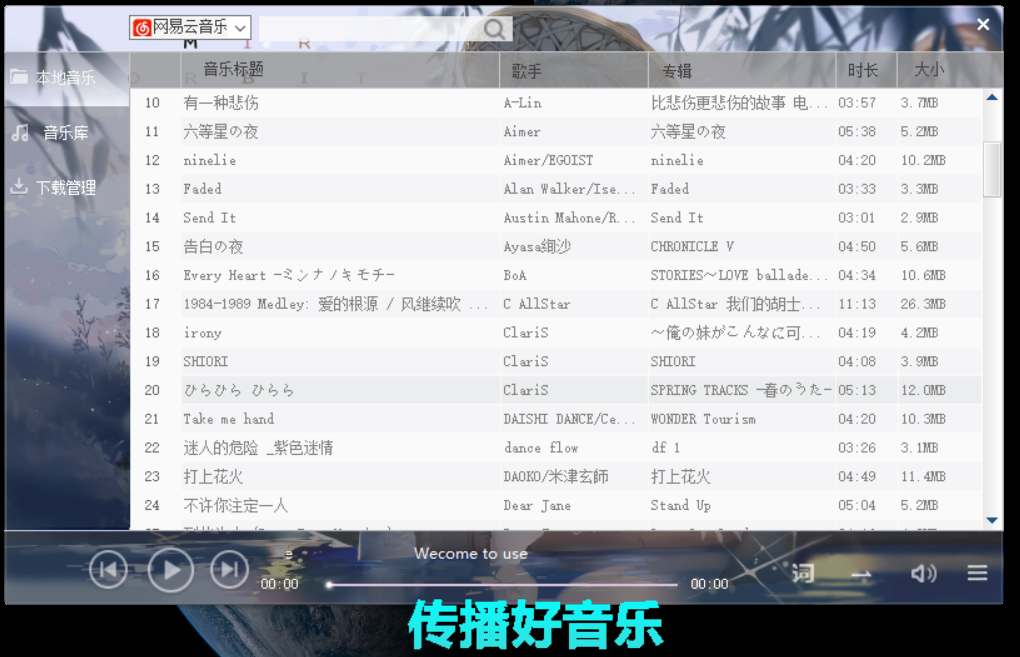 网易云音乐
M I R
音乐标题 歌手 专辑 时长 大小
本地音乐
音乐库
下载管理
10 有一种悲伤 A-Lin 比悲伤更悲伤的故事 电... 03:57 3.7MB
11 六等星の夜 Aimer 六等星の夜 05:38 5.2MB
12 ninelie Aimer/EGOIST ninelie 04:20 10.2MB
13 Faded Alan Walker/Ise... Faded 03:33 3.3MB
14 Send It Austin Mahone/R... Send It 03:01 2.9MB
15 告白の夜 Ayasa绚沙 CHRONICLE V 04:50 5.6MB
16 Every Heart -ミンナノキモチ- BoA STORIES～LOVE ballade... 04:34 10.6MB
17 1984-1989 Medley: 爱的根源 / 风继续吹 ... C AllStar C AllStar 我们的胡士... 11:13 26.3MB
18 irony ClariS ～俺の妹がこんなに可... 04:19 4.2MB
19 SHIORI ClariS SHIORI 04:08 3.9MB
20 ひらひら ひらら ClariS SPRING TRACKS -春のうた- 05:13 12.0MB
21 Take me hand DAISHI DANCE/Ce... WONDER Tourism 04:20 10.3MB
22 迷人的危险 _紫色迷情 dance flow df 1 03:26 3.1MB
23 打上花火 DAOKO/米津玄師 打上花火 04:49 11.4MB
24 不许你注定一人 Dear Jane Stand Up 05:04 5.2MB
Wecome to use
00:00 00:00
词
传播好音乐